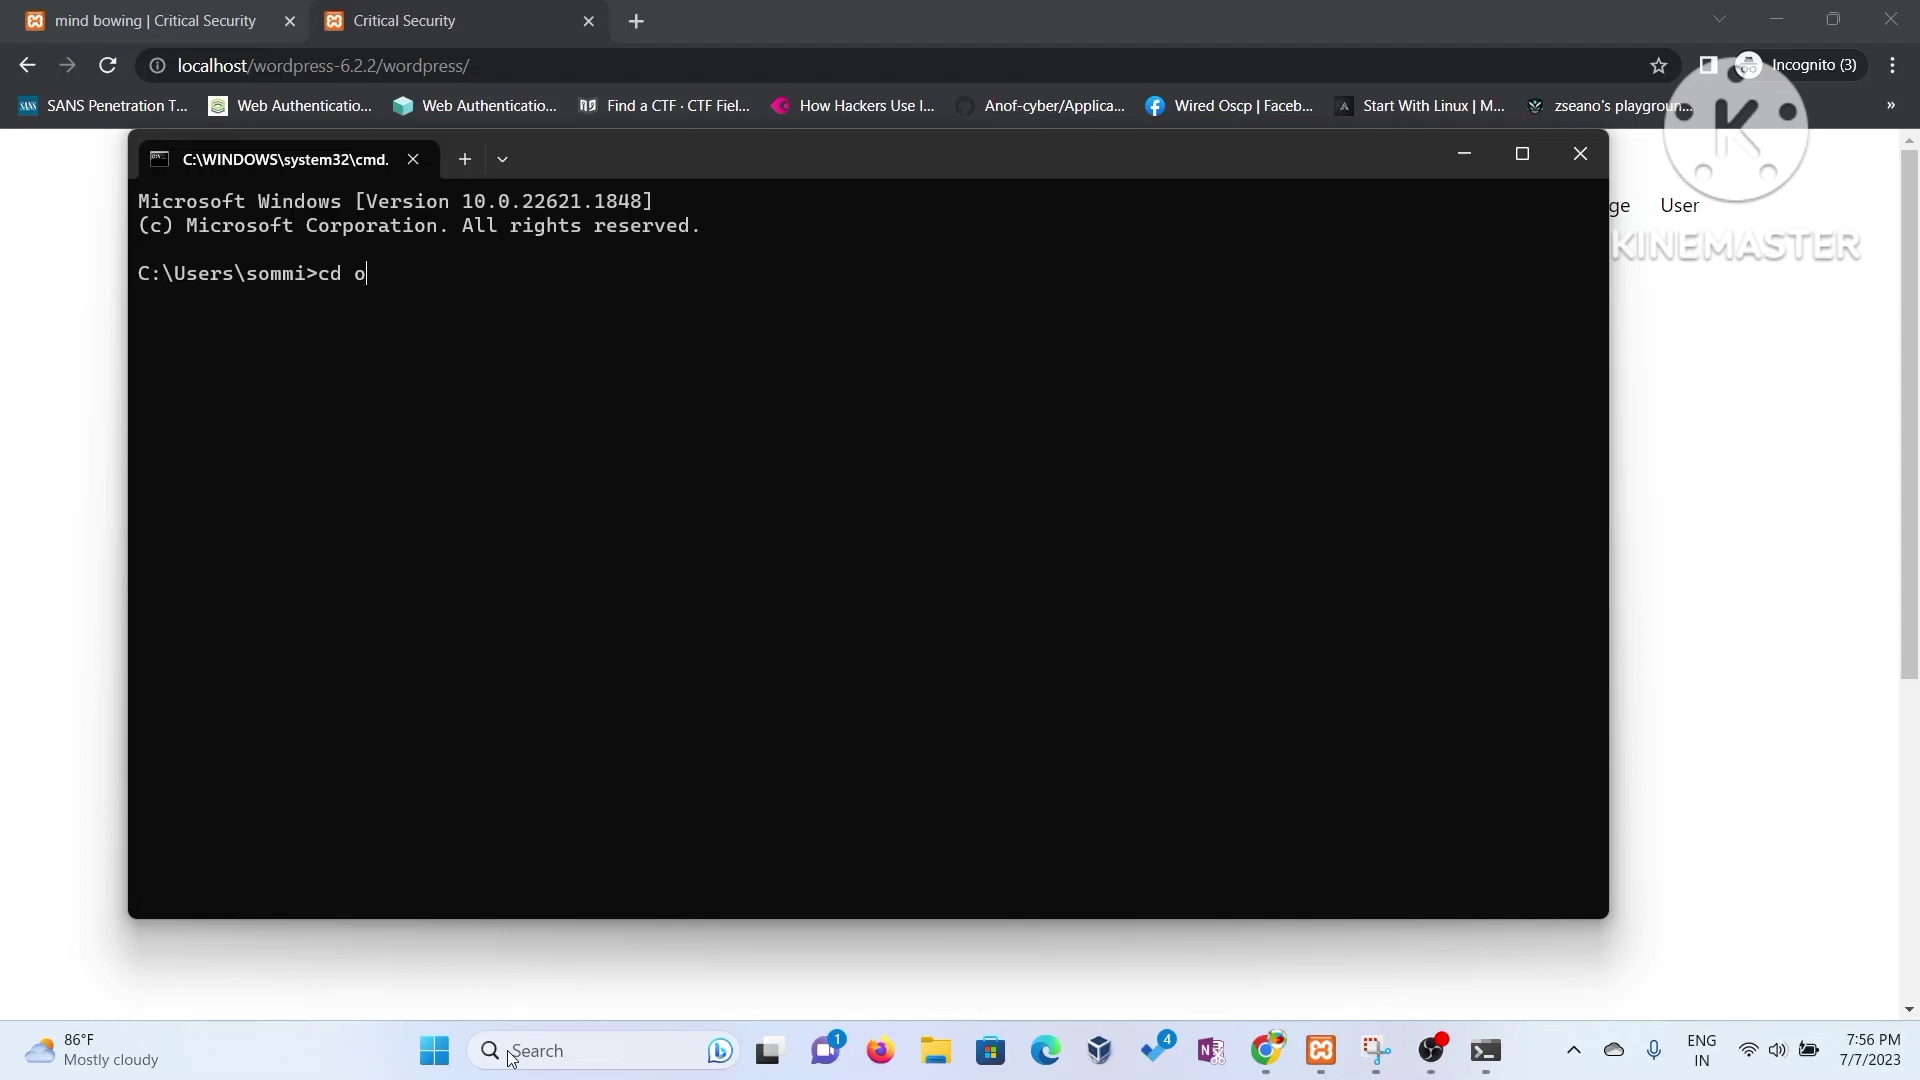 mind bowing | Critical Security
Critical Security
localhost/wordpress-6.2.2/wordpress/
Incognito (3)
SANS Penetration T...
Web Authenticatio...
Web Authenticatio...
Find a CTF · CTF Fiel...
How Hackers Use I...
Anof-cyber/Applica...
Wired Oscp | Faceb...
Start With Linux | M...
zseano's playgroun...
»
K
KINEMASTER
C:\WINDOWS\system32\cmd.
Microsoft Windows [Version 10.0.22621.1848]
(c) Microsoft Corporation. All rights reserved.
C:\Users\sommi>cd o
ge User
86°F
Mostly cloudy
Search
1
4
ENG
IN
7:56 PM
7/7/2023